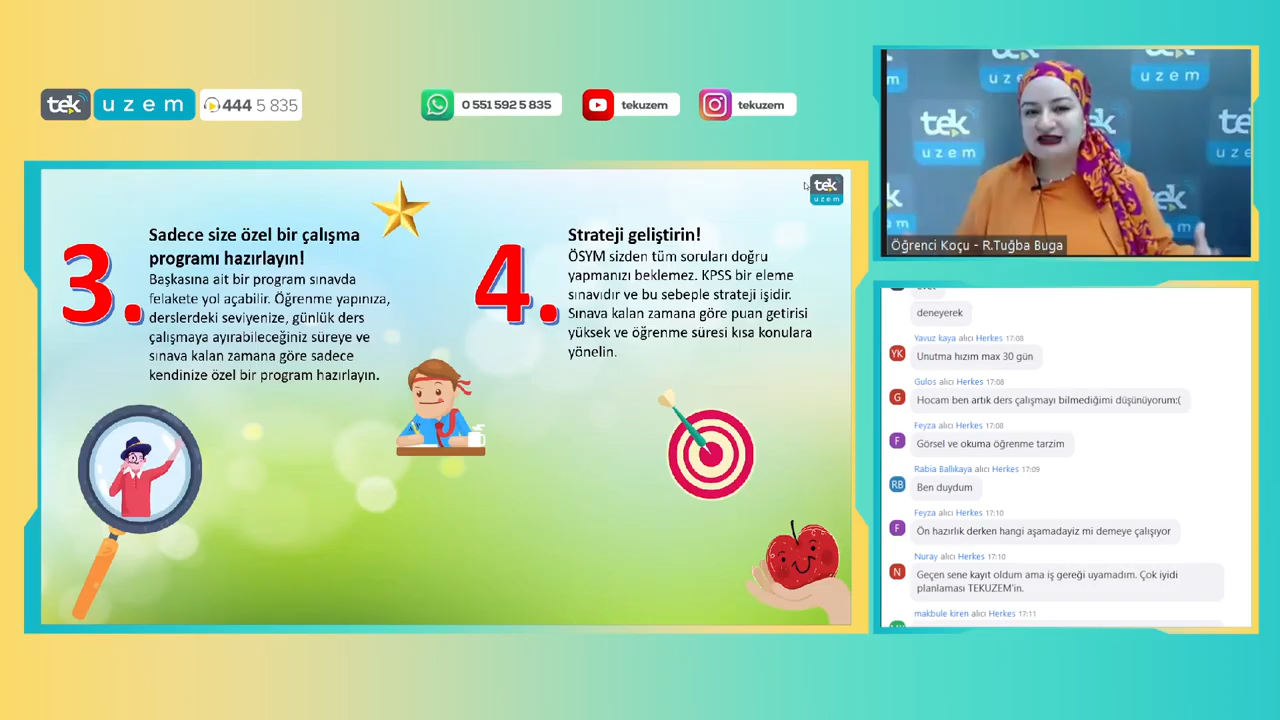 tek uzem 444 5 835
0 551 592 5 835
tekuzem
tekuzem
tek
uzem
3.
Sadece size özel bir çalışma
programı hazırlayın!
Başkasına ait bir program sınavda
felakete yol açabilir. Öğrenme yapınıza,
derslerdeki seviyenize, günlük ders
çalışmaya ayırabileceğiniz süreye ve
sınava kalan zamana göre sadece
kendinize özel bir program hazırlayın.
4.
Strateji geliştirin!
ÖSYM sizden tüm soruları doğru
yapmanızı beklemez. KPSS bir eleme
sınavıdır ve bu sebeple strateji işidir.
Sınava kalan zamana göre puan getirisi
yüksek ve öğrenme süresi kısa konulara
yönelin.
tek
uzem
uzem
Öğrenci Koçu - R.Tuğba Buga
deneyerek
Yavuz kaya alıcı Herkes 17:08
YK Unutma hızım max 30 gün
Gulos alıcı Herkes 17:08
G Hocam ben artık ders çalışmayı bilmediğimi düşünüyorum:(
Feyza alıcı Herkes 17:08
F Görsel ve okuma öğrenme tarzim
Rabia Ballıkaya alıcı Herkes 17:09
RB Ben duydum
Feyza alıcı Herkes 17:10
F Ön hazırlık derken hangi aşamadayiz mi demeye çalışıyor
Nuray alıcı Herkes 17:10
N Geçen sene kayıt oldum ama iş gereği uyamadım. Çok iyidi
planlaması TEKUZEM'in.
makbule kiren alıcı Herkes 17:11